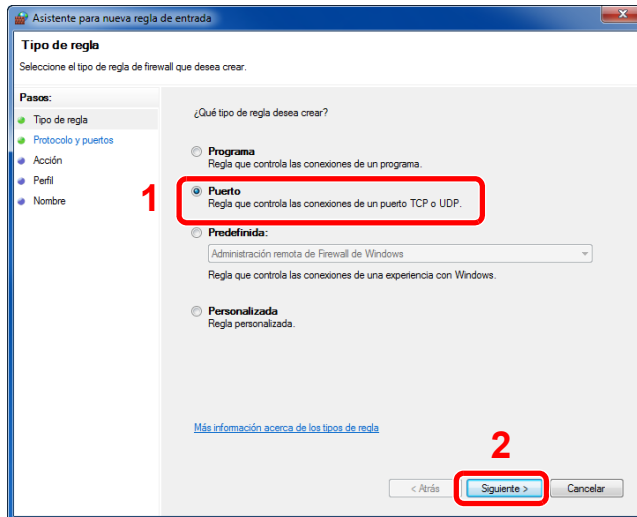 Asistente para nueva regla de entrada
Tipo de regla
Seleccione el tipo de regla de firewall que desea crear.
Pasos:
Tipo de regla
Protocolo y puertos
Acción
Perfil
Nombre
¿Qué tipo de regla desea crear?
Programa
Regla que controla las conexiones de un programa.
1
Puerto
Regla que controla las conexiones de un puerto TCP o UDP.
Predefinida:
Administración remota de Firewall de Windows
Regla que controla las conexiones de una experiencia con Windows.
Personalizada
Regla personalizada.
Más información acerca de los tipos de regla
2
< Atrás
Siguiente >
Cancelar